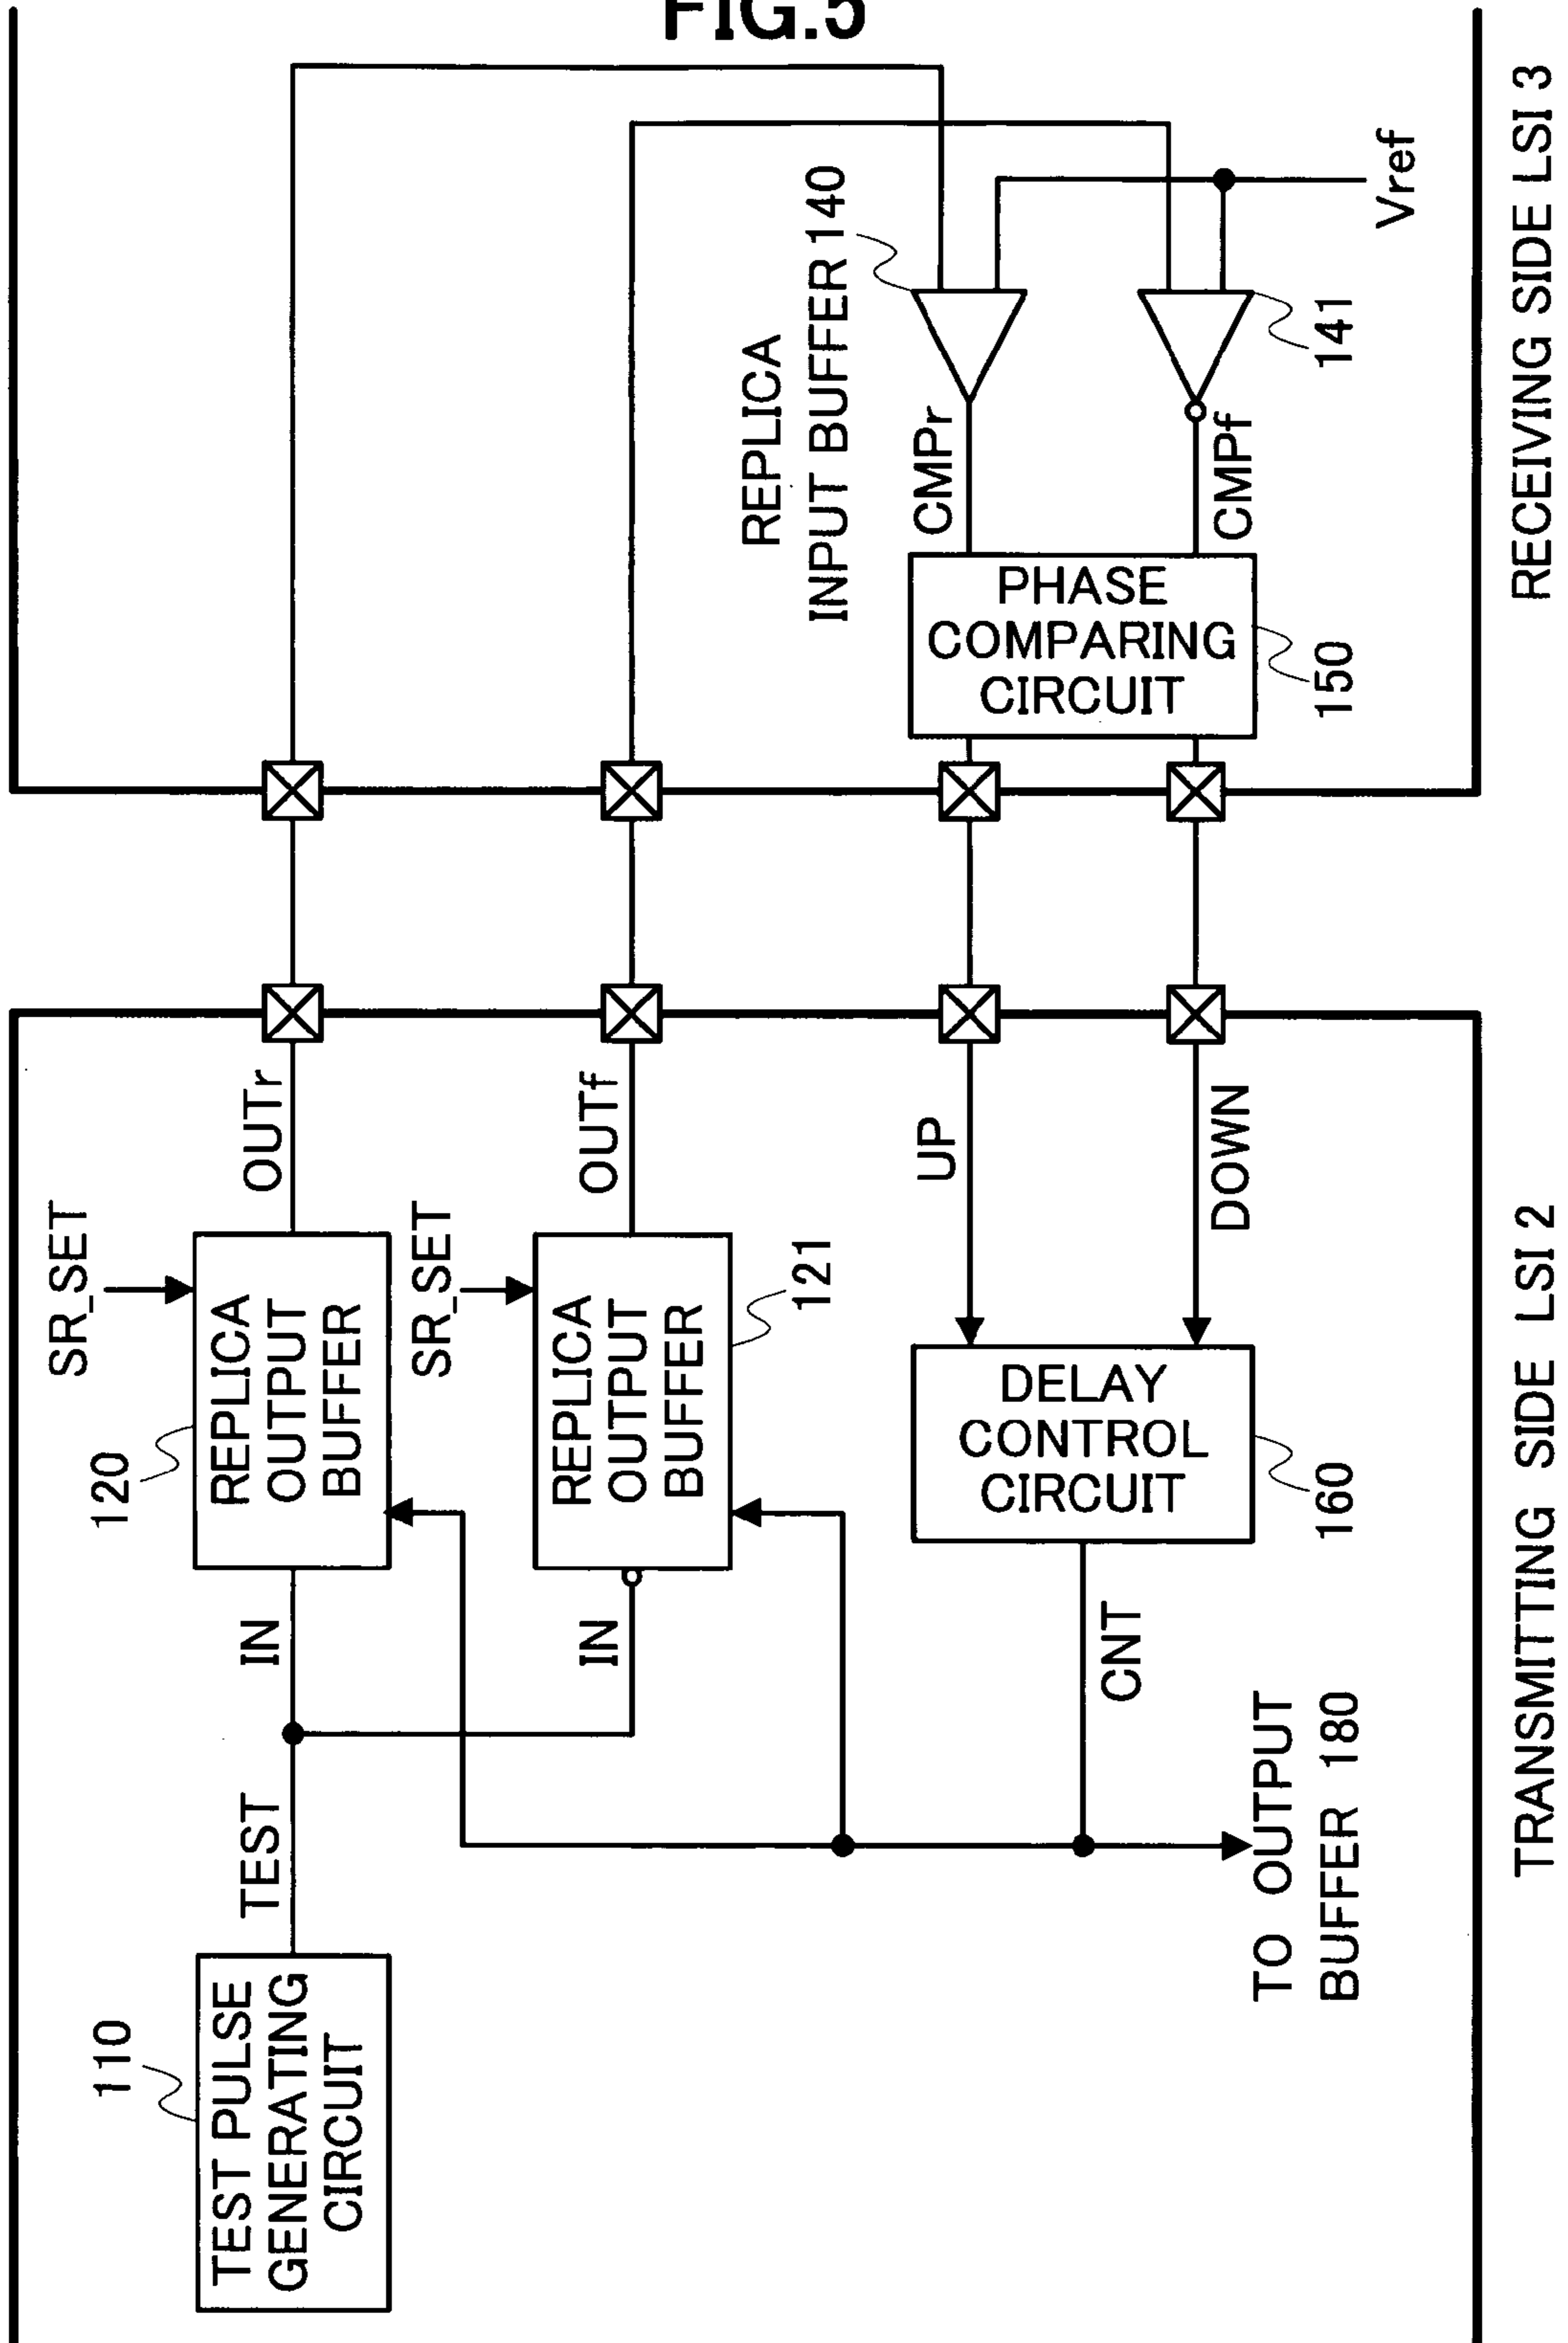 FIG.5
110
TEST PULSE
GENERATING
CIRCUIT
TEST
IN
IN
120
REPLICA
OUTPUT
BUFFER
SR_SET
OUTr
REPLICA
OUTPUT
BUFFER
121
SR_SET
OUTf
DELAY
CONTROL
CIRCUIT
160
UP
DOWN
CNT
TO OUTPUT
BUFFER 180
TRANSMITTING SIDE LSI 2
REPLICA
INPUT BUFFER 140
CMPr
CMPf
141
Vref
PHASE
COMPARING
CIRCUIT
150
RECEIVING SIDE LSI 3